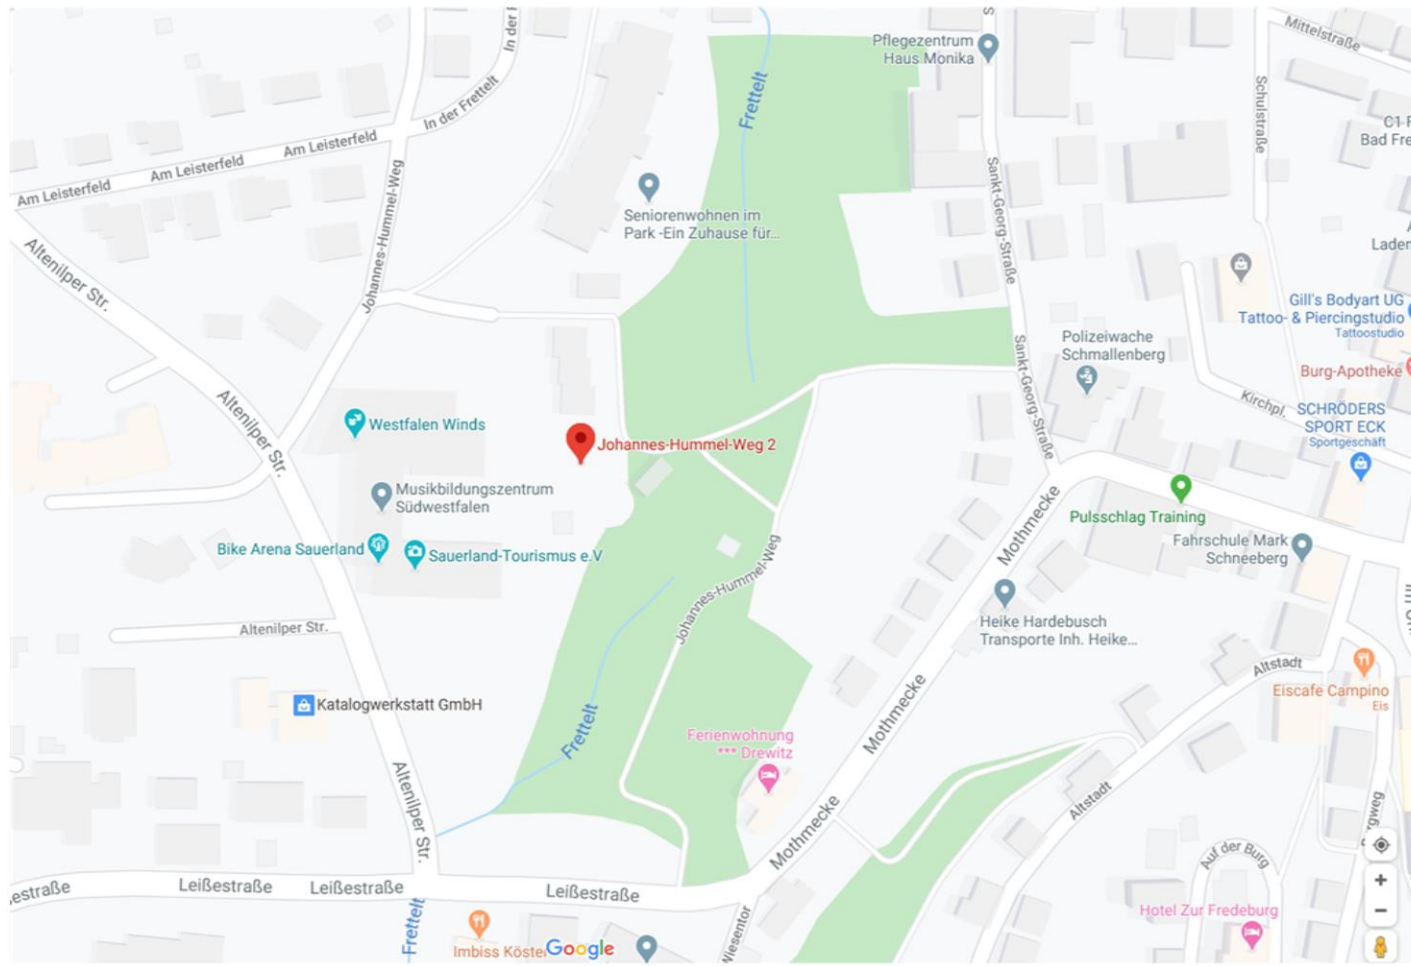 Pflegezentrum
Haus Monika
Mittelstraße
In der F
Frettelt
Schulstraße
In der Frettelt
Am Leisterfeld
Am Leisterfeld
Am Leisterfeld
Bad Fre
Johannes-Hummel-Weg
Sankt-Georg-Straße
Seniorenwohnen im
Park -Ein Zuhause für...
Laden
Altenilper Str.
Gill's Bodyart UG
Tattoo- & Piercingstudio
Tattoostudio
Polizeiwache
Schmallenberg
Sankt-Georg-Straße
Burg-Apotheke
Kirchpl.
SCHRÖDERS
SPORT ECK
Sportgeschäft
Altenilper Str.
Westfalen Winds
Johannes-Hummel-Weg 2
Musikbildungszentrum
Südwestfalen
Mothmecke
Pulsschlag Training
Fahrschule Mark
Schneeberg
Bike Arena Sauerland
Sauerland-Tourismus e.V
Johannes-Hummel-Weg
Heike Hardebusch
Transporte Inh. Heike...
Altenilper Str.
Altstadt
Eiscafe Campino
Eis
Katalogwerkstatt GmbH
Frettelt
Mothmecke
Ferienwohnung
*** Drewitz
Altenilper Str.
Altstadt
Mothmecke
Auf der Burg
eßestraße
Leißestraße
Leißestraße
Leißestraße
Frettelt
Wiesentor
Hotel Zur Fredeburg
Imbiss Köster
Google